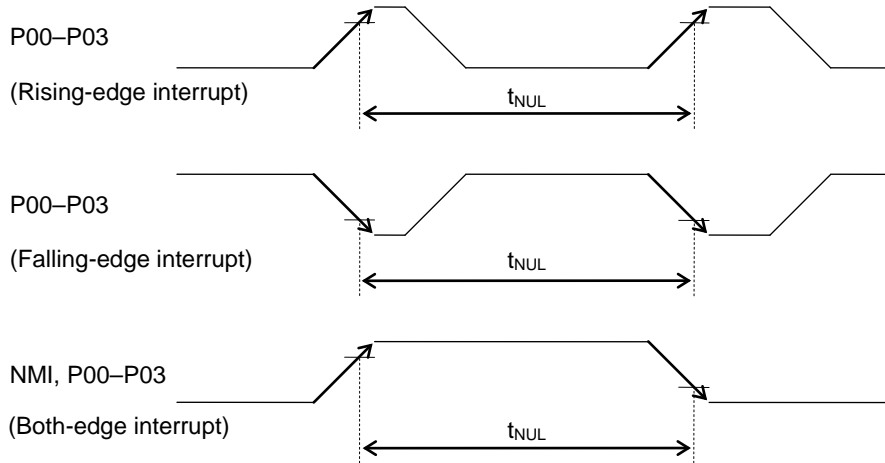 P00–P03
(Rising-edge interrupt)
tNUL
P00–P03
(Falling-edge interrupt)
tNUL
NMI, P00–P03
(Both-edge interrupt)
tNUL